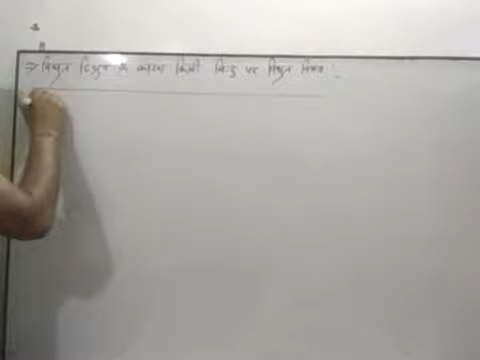 ⇒ विद्युत द्विध्रुव के कारण किसी बिन्दु पर विद्युत विभव :-